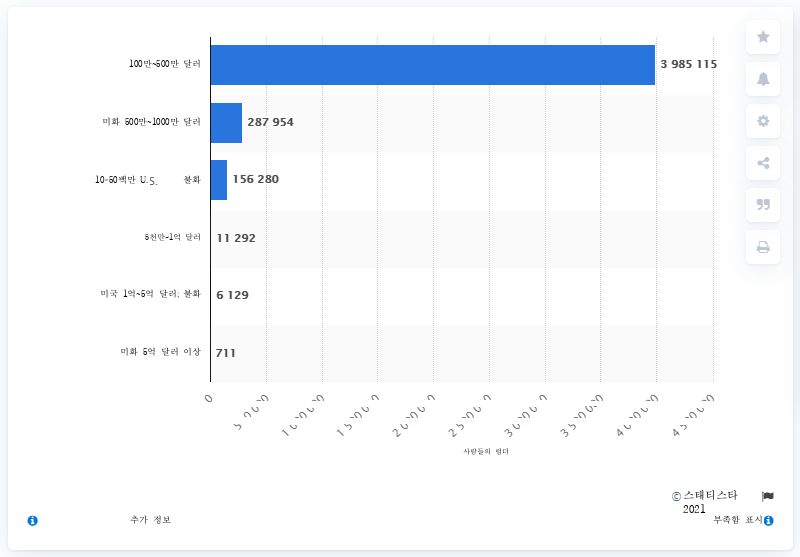 100만~500만 달러
3 985 115
미화 500만~1000만 달러
287 954
10-50백만 U.S. 불화
156 280
5천만~1억 달러
11 292
미국 1억~5억 달러; 불화
6 129
미화 5억 달러 이상
711
0
사람들의
© 스태티스타
2021
추가 정보
부족함 표시